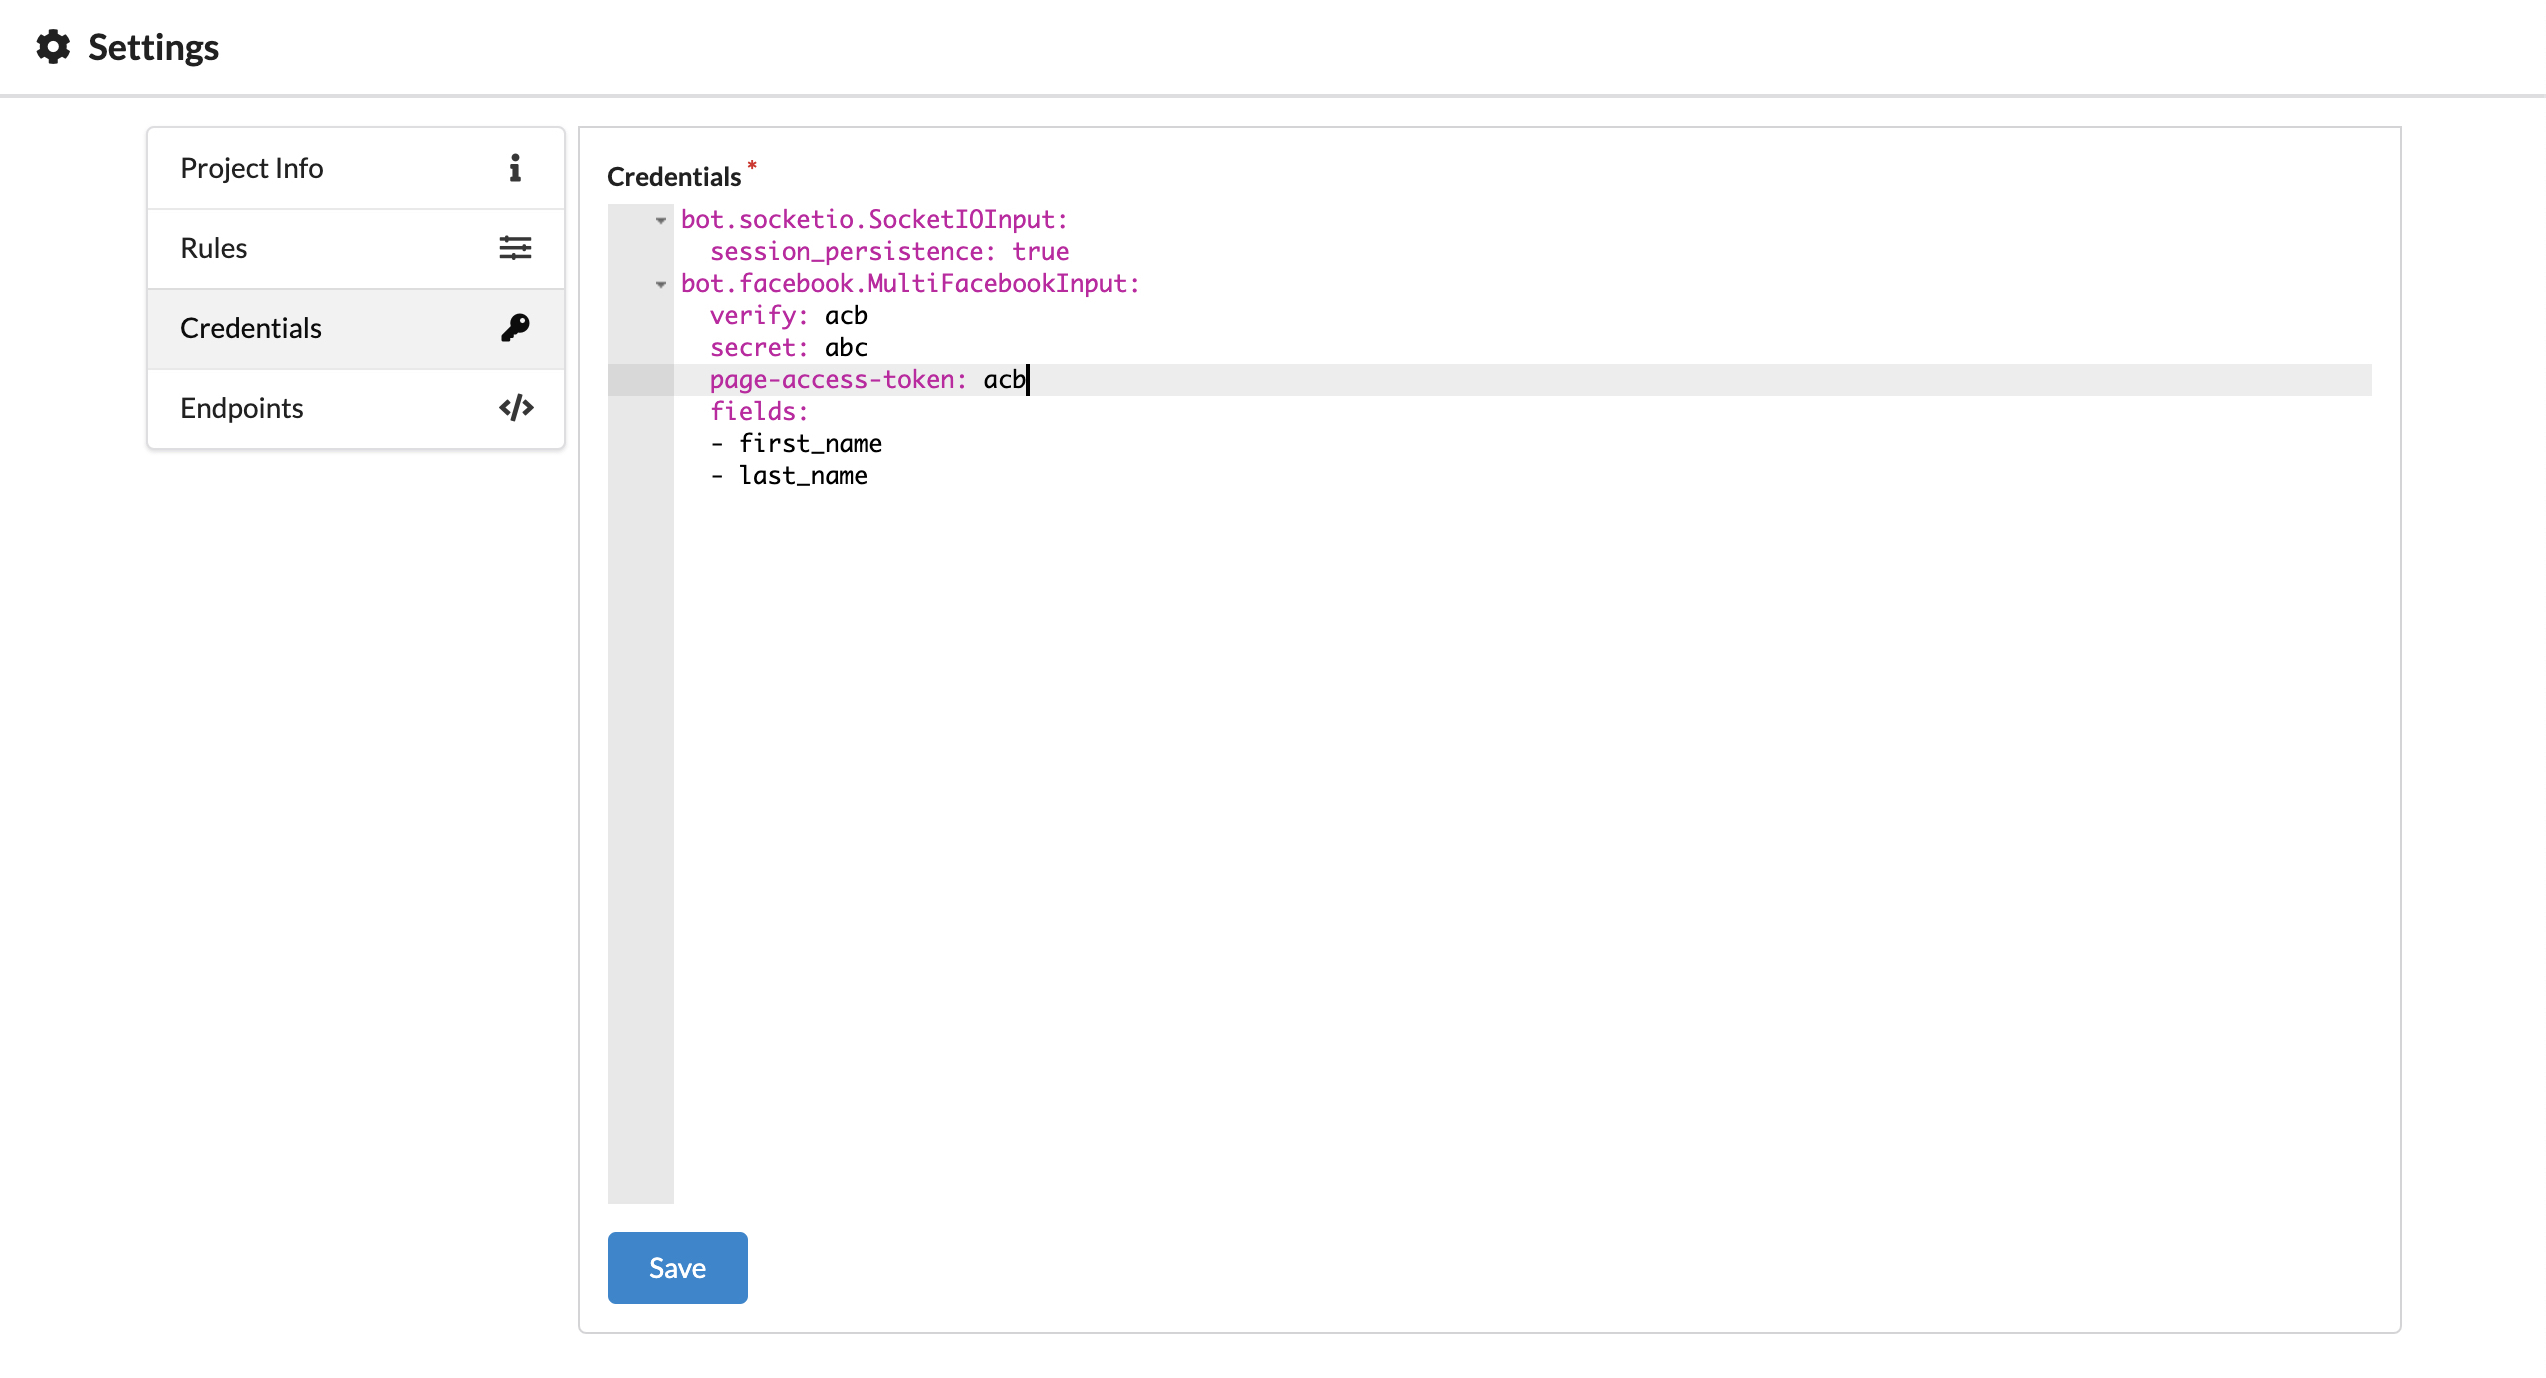 Settings
Project Info
Rules
Credentials
Endpoints
Credentials *
bot.socketio.SocketIOInput:
  session_persistence: true
bot.facebook.MultiFacebookInput:
  verify: acb
  secret: abc
  page-access-token: acb
  fields:
  - first_name
  - last_name
Save